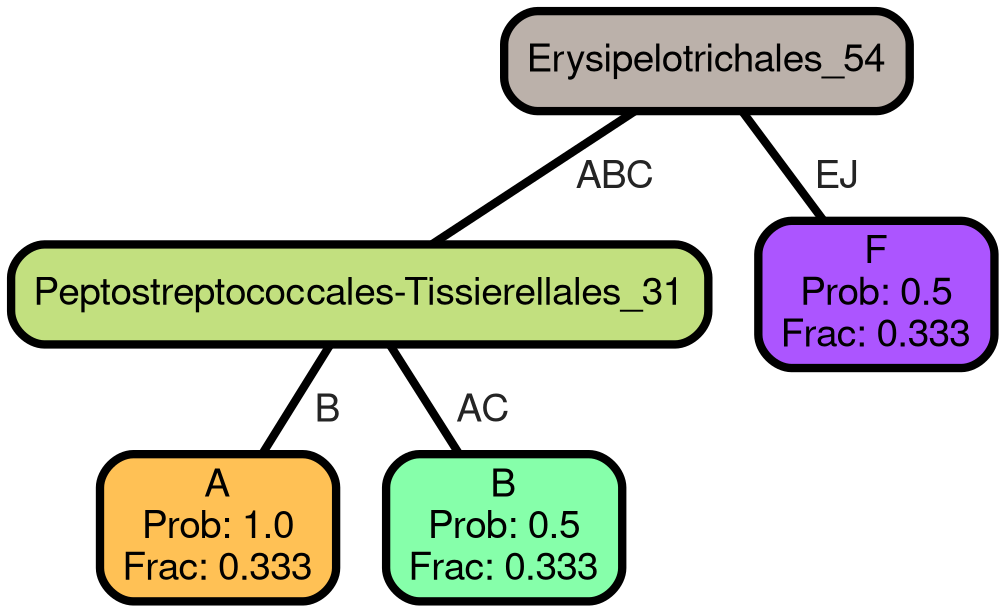 Erysipelotrichales_54
ABC
EJ
Peptostreptococcales-Tissierellales_31
F
Prob: 0.5
Frac: 0.333
B
AC
A
Prob: 1.0
Frac: 0.333
B
Prob: 0.5
Frac: 0.333